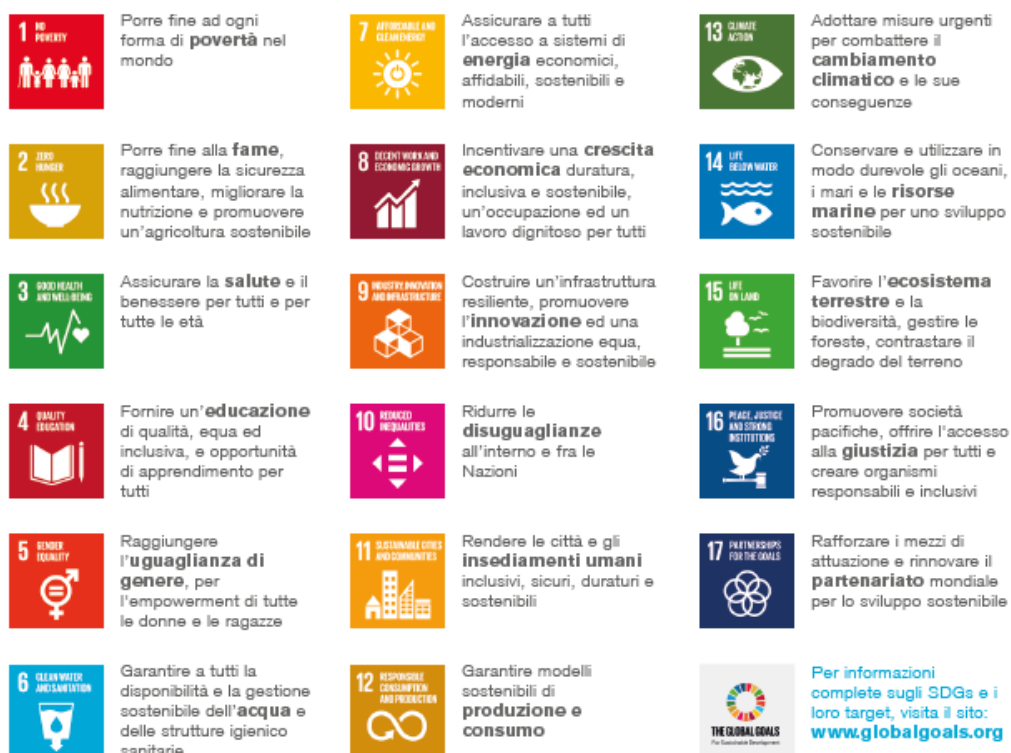 1 NO
POVERTY
Porre fine ad ogni
forma di povertà nel
mondo
2 ZERO
HUNGER
Porre fine alla fame,
raggiungere la sicurezza
alimentare, migliorare la
nutrizione e promuovere
un'agricoltura sostenibile
3 GOOD HEALTH
AND WELL-BEING
Assicurare la salute e il
benessere per tutti e per
tutte le età
4 QUALITY
EDUCATION
Fornire un'educazione
di qualità, equa ed
inclusiva, e opportunità
di apprendimento per
tutti
5 GENDER
EQUALITY
Raggiungere
l'uguaglianza di
genere, per
l'empowerment di tutte
le donne e le ragazze
6 CLEAN WATER
AND SANITATION
Garantire a tutti la
disponibilità e la gestione
sostenibile dell'acqua e
delle strutture igienico
sanitarie
7 AFFORDABLE AND
CLEAN ENERGY
Assicurare a tutti
l'accesso a sistemi di
energia economici,
affidabili, sostenibili e
moderni
8 DECENT WORK AND
ECONOMIC GROWTH
Incentivare una crescita
economica duratura,
inclusiva e sostenibile,
un'occupazione ed un
lavoro dignitoso per tutti
9 INDUSTRY, INNOVATION
AND INFRASTRUCTURE
Costruire un'infrastruttura
resiliente, promuovere
l'innovazione ed una
industrializzazione equa,
responsabile e sostenibile
10 REDUCED
INEQUALITIES
Ridurre le
disuguaglianze
all'interno e fra le
Nazioni
11 SUSTAINABLE CITIES
AND COMMUNITIES
Rendere le città e gli
insediamenti umani
inclusivi, sicuri, duraturi e
sostenibili
12 RESPONSIBLE
CONSUMPTION
AND PRODUCTION
Garantire modelli
sostenibili di
produzione e
consumo
13 CLIMATE
ACTION
Adottare misure urgenti
per combattere il
cambiamento
climatico e le sue
conseguenze
14 LIFE
BELOW WATER
Conservare e utilizzare in
modo durevole gli oceani,
i mari e le risorse
marine per uno sviluppo
sostenibile
15 LIFE
ON LAND
Favorire l'ecosistema
terrestre e la
biodiversità, gestire le
foreste, contrastare il
degrado del terreno
16 PEACE, JUSTICE
AND STRONG
INSTITUTIONS
Promuovere società
pacifiche, offrire l'accesso
alla giustizia per tutti e
creare organismi
responsabili e inclusivi
17 PARTNERSHIPS
FOR THE GOALS
Rafforzare i mezzi di
attuazione e rinnovare il
partenariato mondiale
per lo sviluppo sostenibile
THE GLOBAL GOALS
For Sustainable Development
Per informazioni
complete sugli SDGs e i
loro target, visita il sito:
www.globalgoals.org